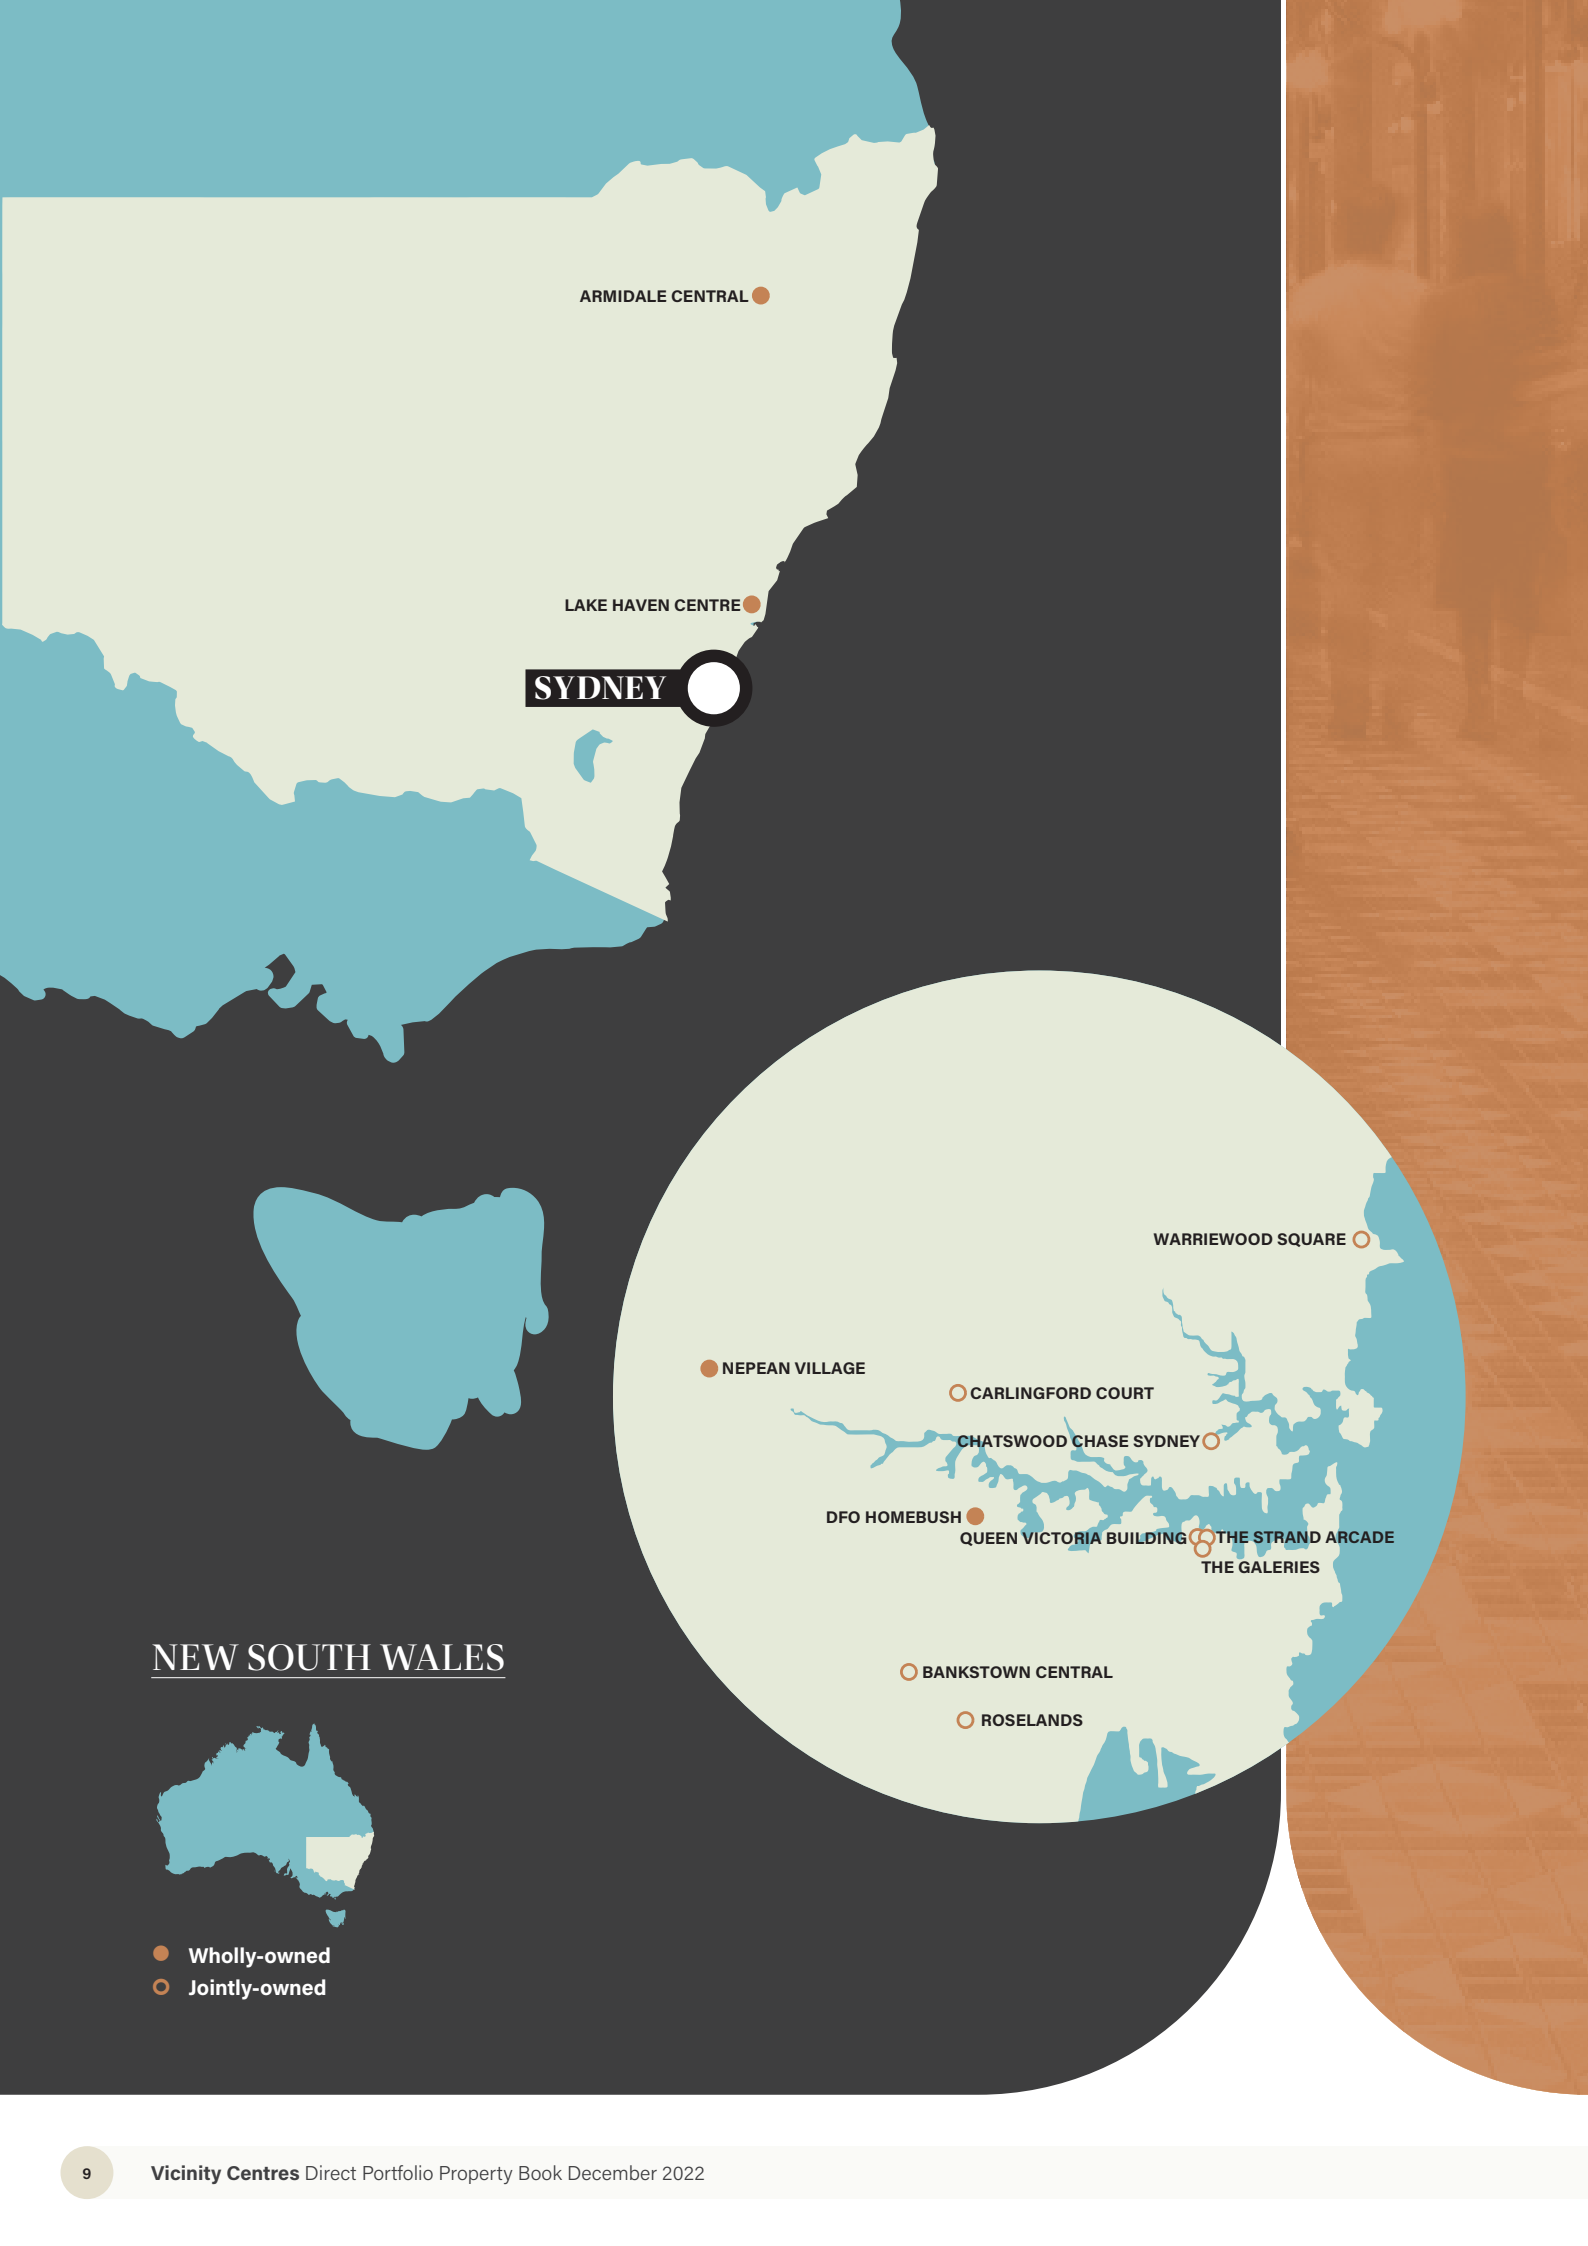 ARMIDALE CENTRAL
LAKE HAVEN CENTRE
SYDNEY
WARRIEWOOD SQUARE
NEPEAN VILLAGE
CARLINGFORD COURT
CHATSWOOD CHASE SYDNEY
DFO HOMEBUSH
QUEEN VICTORIA BUILDING
THE STRAND ARCADE
THE GALERIES
BANKSTOWN CENTRAL
ROSELANDS
NEW SOUTH WALES
Wholly-owned
Jointly-owned
9
Vicinity Centres Direct Portfolio Property Book December 2022